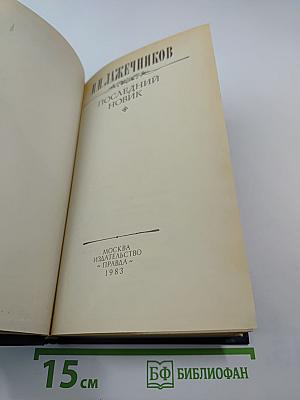 И.И.ЛАЖЕЧНИКОВ
ПОСЛЕДНИЙ
НОВИК
МОСКВА
ИЗДАТЕЛЬСТВО
«ПРАВДА»
1983
15 см
БФ БИБЛИОФАН